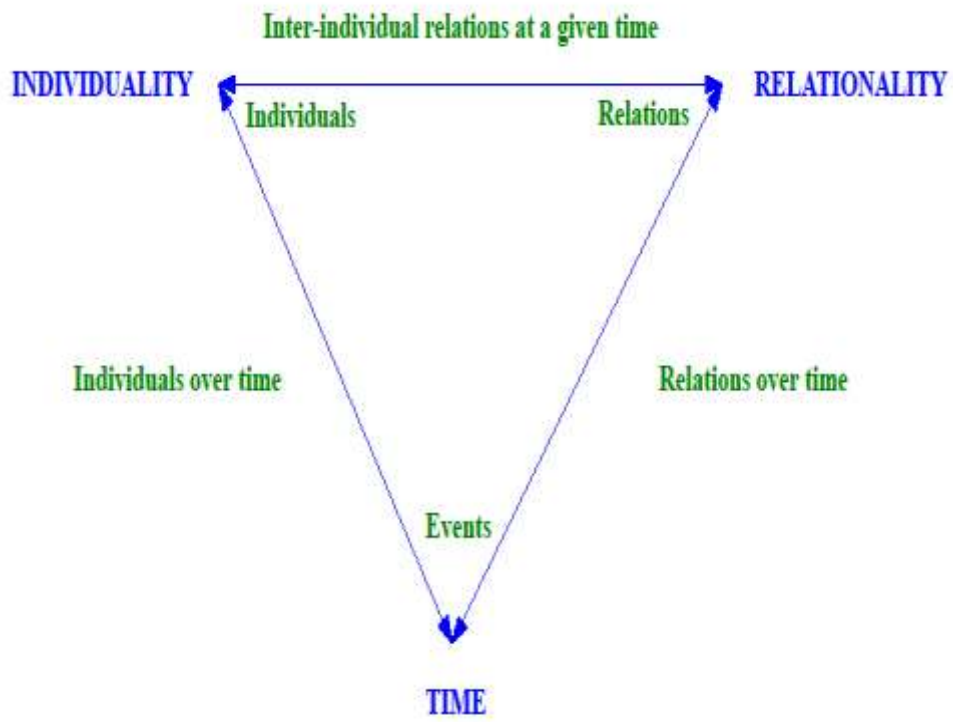 Inter-individual relations at a given time
INDIVIDUALITY
RELATIONALITY
Individuals
Relations
Individuals over time
Relations over time
Events
TIME